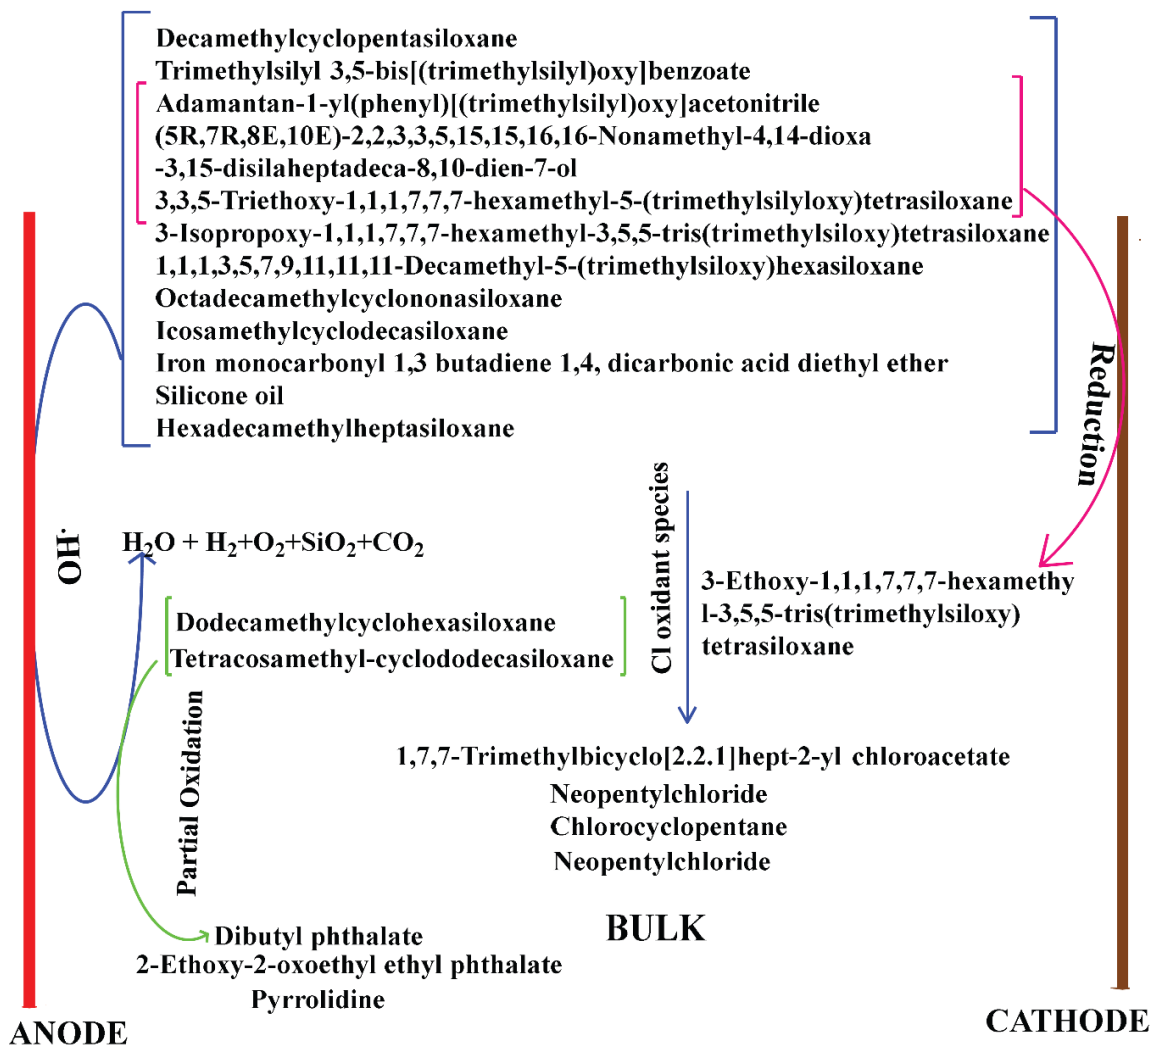 Decamethylcyclopentasiloxane
Trimethylsilyl 3,5-bis[(trimethylsilyl)oxy]benzoate
Adamantan-1-yl(phenyl)[(trimethylsilyl)oxy]acetonitrile
(5R,7R,8E,10E)-2,2,3,3,5,15,15,16,16-Nonamethyl-4,14-dioxa
-3,15-disilaheptadeca-8,10-dien-7-ol
3,3,5-Triethoxy-1,1,1,7,7,7-hexamethyl-5-(trimethylsilyloxy)tetrasiloxane
3-Isopropoxy-1,1,1,7,7,7-hexamethyl-3,5,5-tris(trimethylsiloxy)tetrasiloxane
1,1,1,3,5,7,9,11,11,11-Decamethyl-5-(trimethylsiloxy)hexasiloxane
Octadecamethylcyclononasiloxane
Icosamethylcyclodecasiloxane
Iron monocarbonyl 1,3 butadiene 1,4, dicarbonic acid diethyl ether
Silicone oil
Hexadecamethylheptasiloxane
Reduction
OH·
H₂O + H₂+O₂+SiO₂+CO₂
Cl oxidant species
3-Ethoxy-1,1,1,7,7,7-hexamethy
l-3,5,5-tris(trimethylsiloxy)
tetrasiloxane
Dodecamethylcyclohexasiloxane
Tetracosamethyl-cyclododecasiloxane
Partial Oxidation
1,7,7-Trimethylbicyclo[2.2.1]hept-2-yl chloroacetate
Neopentylchloride
Chlorocyclopentane
Neopentylchloride
BULK
Dibutyl phthalate
2-Ethoxy-2-oxoethyl ethyl phthalate
Pyrrolidine
ANODE
CATHODE